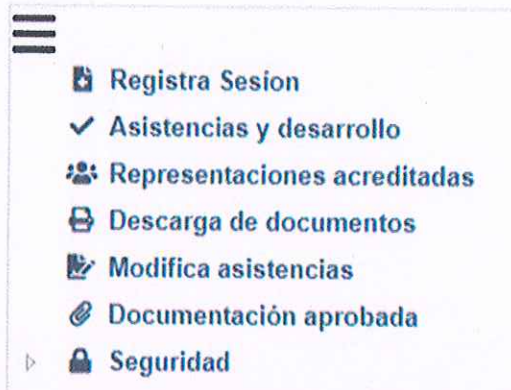 Registra Sesion
Asistencias y desarrollo
Representaciones acreditadas
Descarga de documentos
Modifica asistencias
Documentación aprobada
Seguridad